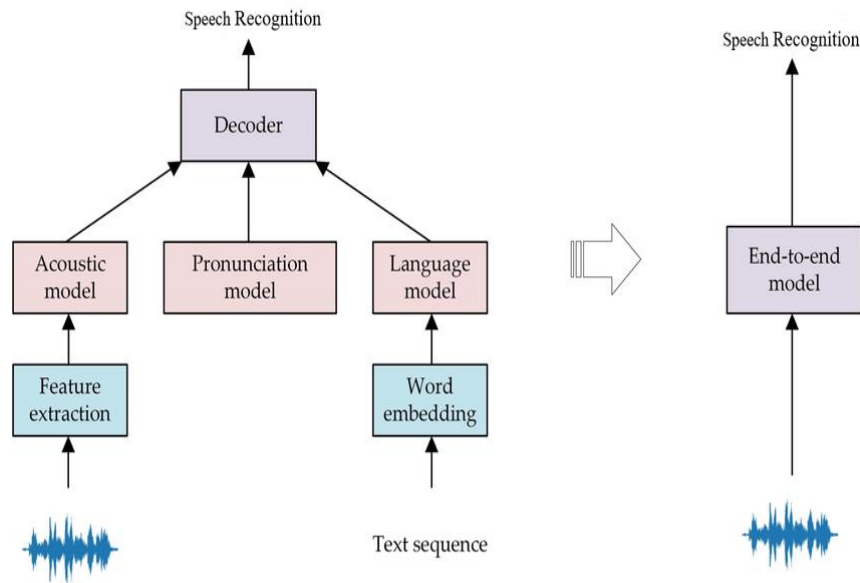 Speech Recognition
Decoder
Acoustic
model
Pronunciation
model
Language
model
Feature
extraction
Word
embedding
Text sequence
Speech Recognition
End-to-end
model